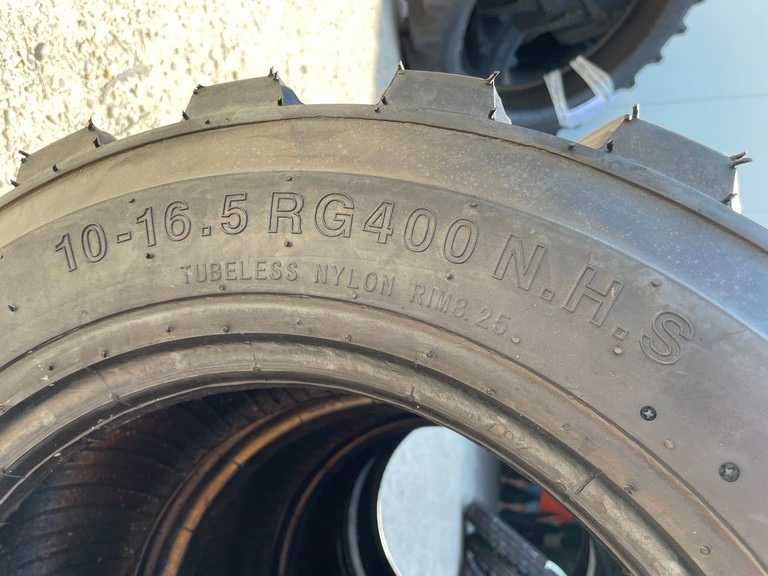 10-16.5 RG400 N.H.S
TUBELESS NYLON RIM8.25